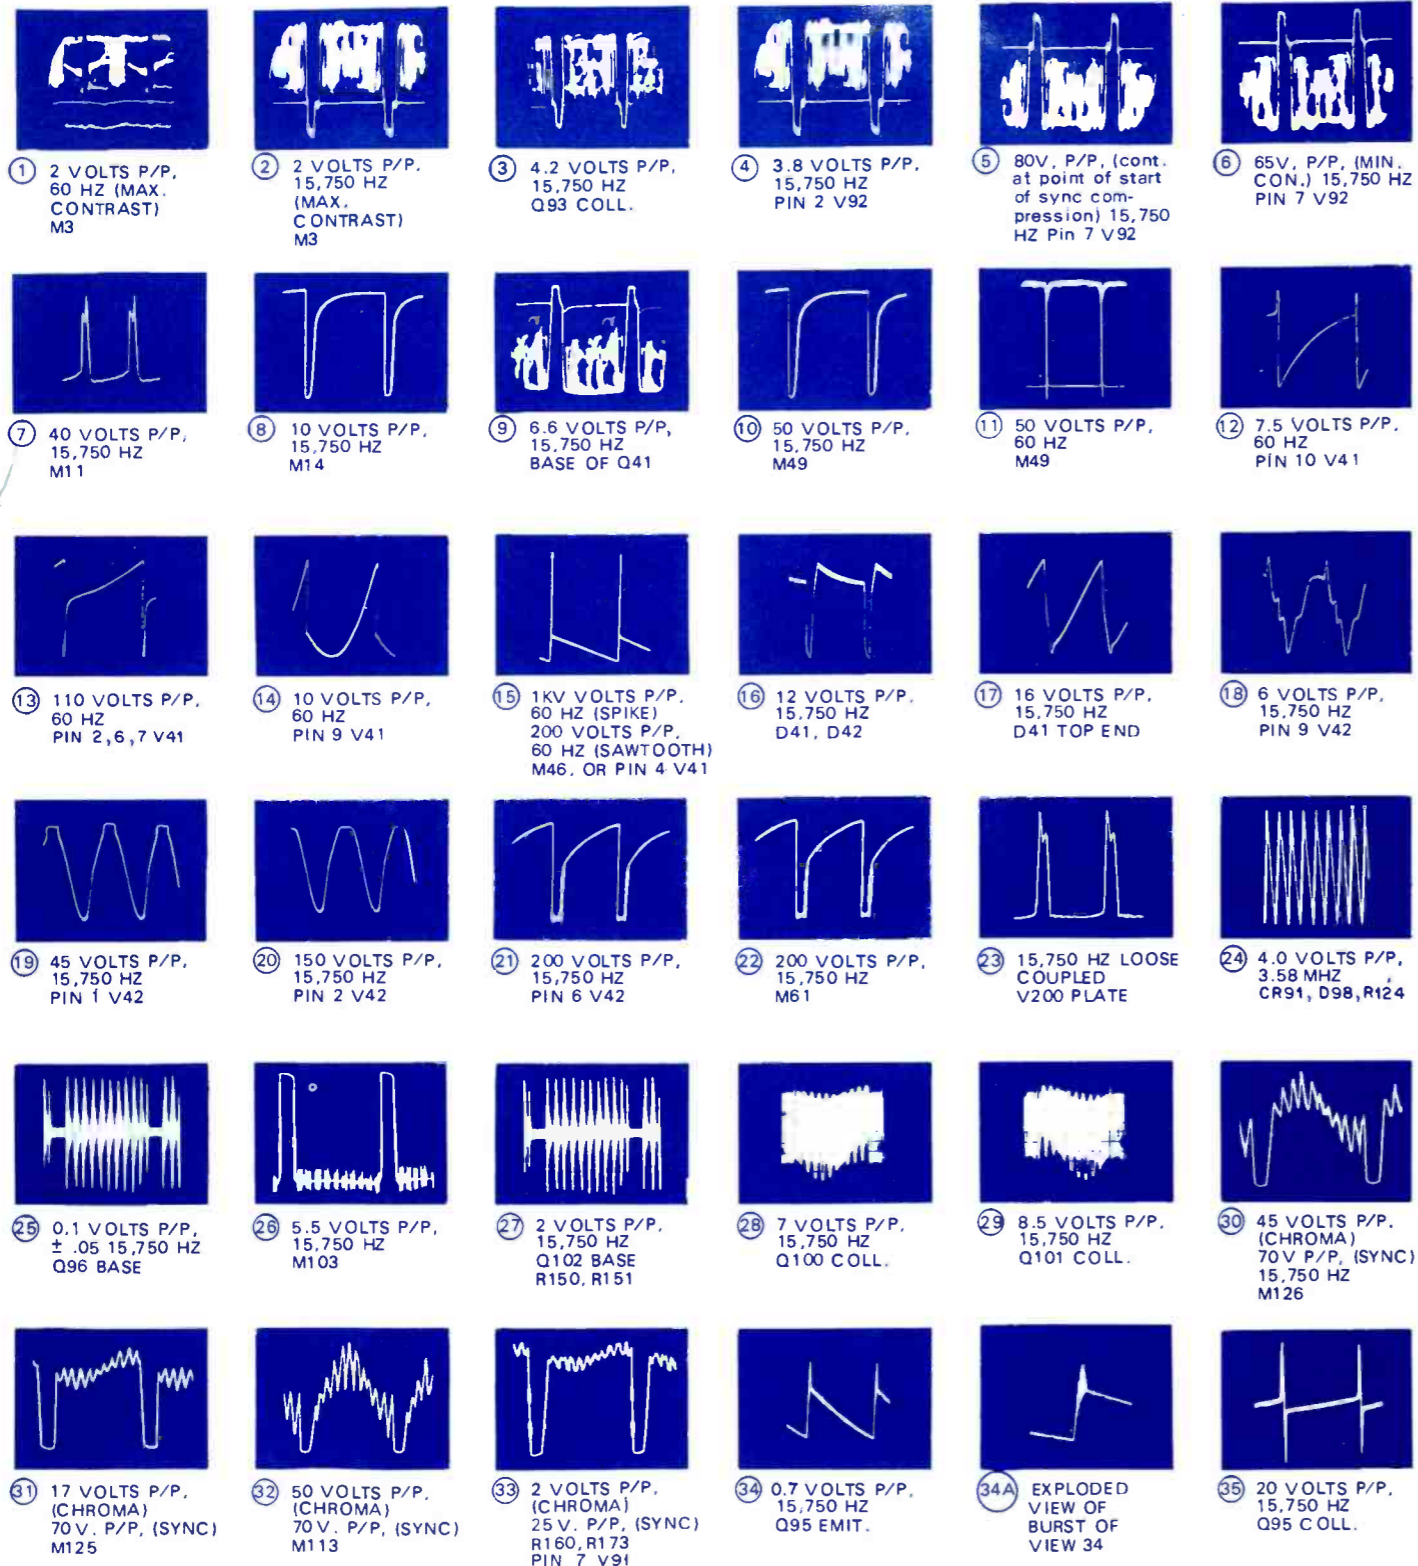 1 2 VOLTS P/P,
60 HZ (MAX.
CONTRAST)
M3
2 2 VOLTS P/P.
15,750 HZ
(MAX.
CONTRAST)
M3
3 4.2 VOLTS P/P,
15,750 HZ
Q93 COLL.
4 3.8 VOLTS P/P,
15,750 HZ
PIN 2 V92
5 80V. P/P, (cont.
at point of start
of sync com-
pression) 15,750
HZ Pin 7 V92
6 65V. P/P, (MIN.
CON.) 15,750 HZ
PIN 7 V92
7 40 VOLTS P/P,
15,750 HZ
M11
8 10 VOLTS P/P,
15,750 HZ
M14
9 6.6 VOLTS P/P,
15,750 HZ
BASE OF Q41
10 50 VOLTS P/P,
15,750 HZ
M49
11 50 VOLTS P/P,
60 HZ
M49
12 7.5 VOLTS P/P,
60 HZ
PIN 10 V41
13 110 VOLTS P/P,
60 HZ
PIN 2,6,7 V41
14 10 VOLTS P/P,
60 HZ
PIN 9 V41
15 1KV VOLTS P/P.
60 HZ (SPIKE)
200 VOLTS P/P,
60 HZ (SAWTOOTH)
M46. OR PIN 4 V41
16 12 VOLTS P/P,
15,750 HZ
D41, D42
17 16 VOLTS P/P,
15,750 HZ
D41 TOP END
18 6 VOLTS P/P,
15,750 HZ
PIN 9 V42
19 45 VOLTS P/P,
15,750 HZ
PIN 1 V42
20 150 VOLTS P/P,
15,750 HZ
PIN 2 V42
21 200 VOLTS P/P,
15,750 HZ
PIN 6 V42
22 200 VOLTS P/P,
15,750 HZ
M61
23 15,750 HZ LOOSE
COUPLED
V200 PLATE
24 4.0 VOLTS P/P,
3.58 MHZ
CR91, D98, R124
25 0.1 VOLTS P/P,
± .05 15,750 HZ
Q96 BASE
26 5.5 VOLTS P/P,
15,750 HZ
M103
27 2 VOLTS P/P.
15,750 HZ
Q102 BASE
R150, R151
28 7 VOLTS P/P,
15,750 HZ
Q100 COLL.
29 8.5 VOLTS P/P.
15,750 HZ
Q101 COLL.
30 45 VOLTS P/P.
(CHROMA)
70V P/P, (SYNC)
15,750 HZ
M126
31 17 VOLTS P/P,
(CHROMA)
70V. P/P, (SYNC)
M125
32 50 VOLTS P/P,
(CHROMA)
70V. P/P, (SYNC)
M113
33 2 VOLTS P/P,
(CHROMA)
25V. P/P, (SYNC)
R160, R173
PIN 7 V91
34 0.7 VOLTS P/P,
15,750 HZ
Q95 EMIT.
34A EXPLODED
VIEW OF
BURST OF
VIEW 34
35 20 VOLTS P/P,
15,750 HZ
Q95 COLL.